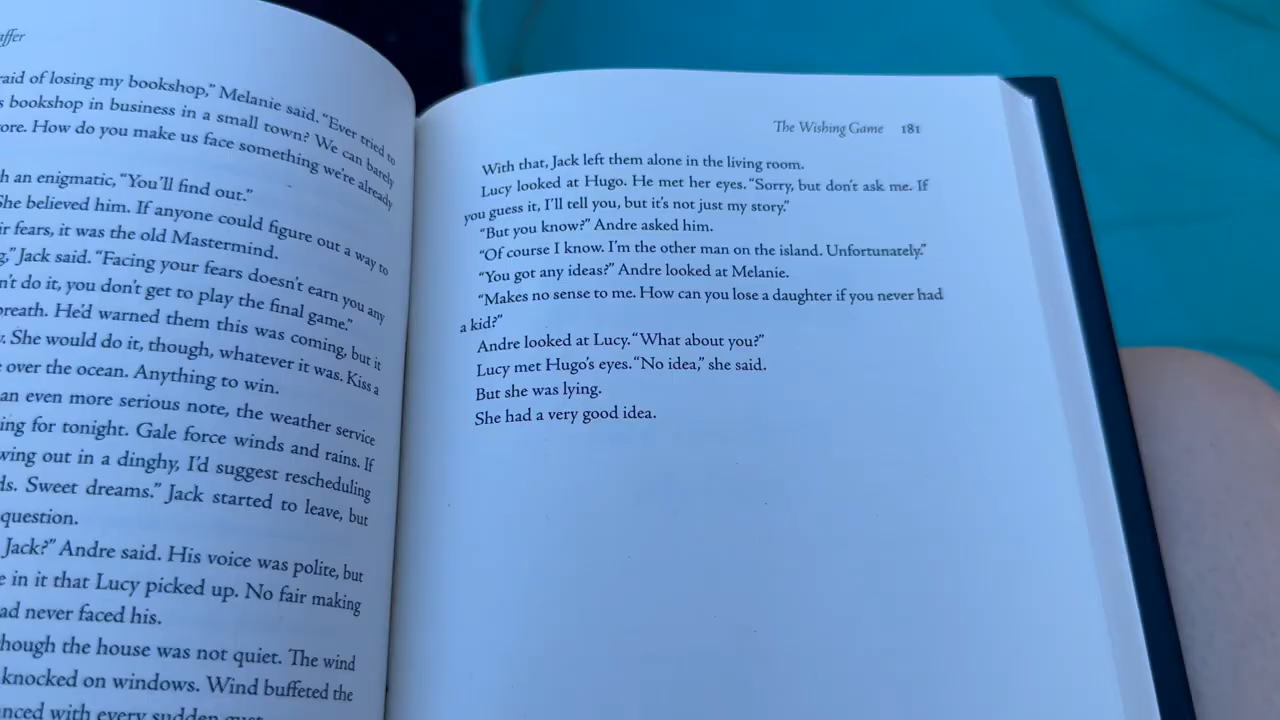 affer
raid of losing my bookshop,” Melanie said. “Ever tried to
s bookshop in business in a small town? We can barely
ore. How do you make us face something we’re already
h an enigmatic, “You’ll find out.”
She believed him. If anyone could figure out a way to
ir fears, it was the old Mastermind.
g,” Jack said. “Facing your fears doesn’t earn you any
n’t do it, you don’t get to play the final game.”
breath. He’d warned them this was coming, but it
y. She would do it, though, whatever it was. Kiss a
e over the ocean. Anything to win.
an even more serious note, the weather service
ing for tonight. Gale force winds and rains. If
wing out in a dinghy, I’d suggest rescheduling
ds. Sweet dreams.” Jack started to leave, but
question.
Jack?” Andre said. His voice was polite, but
e in it that Lucy picked up. No fair making
ad never faced his.
hough the house was not quiet. The wind
knocked on windows. Wind buffeted the
nced with every sudden gust
The Wishing Game 181
With that, Jack left them alone in the living room.
Lucy looked at Hugo. He met her eyes. “Sorry, but don’t ask me. If
you guess it, I’ll tell you, but it’s not just my story.”
“But you know?” Andre asked him.
“Of course I know. I’m the other man on the island. Unfortunately.”
“You got any ideas?” Andre looked at Melanie.
“Makes no sense to me. How can you lose a daughter if you never had
a kid?”
Andre looked at Lucy. “What about you?”
Lucy met Hugo’s eyes. “No idea,” she said.
But she was lying.
She had a very good idea.